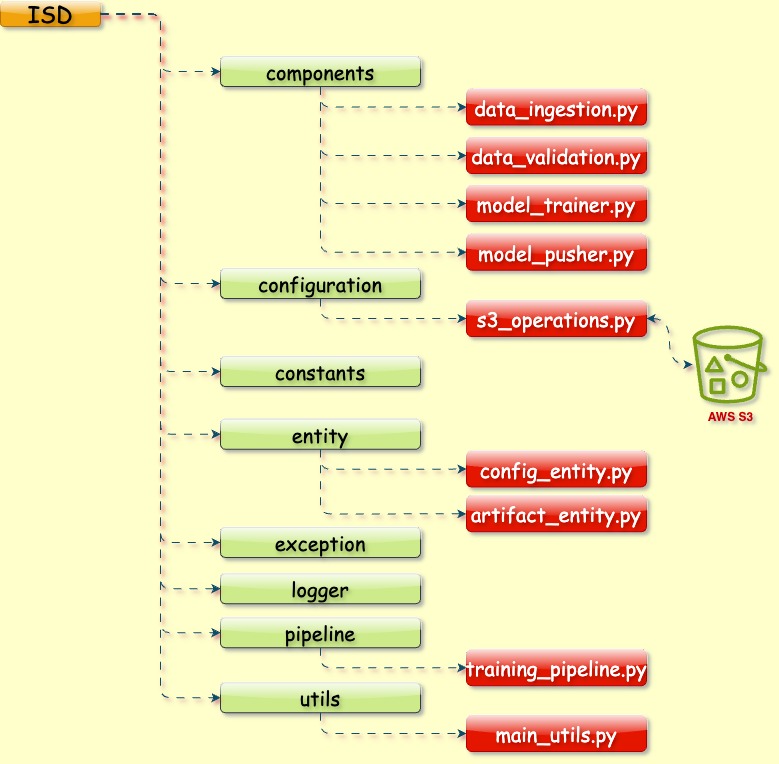 ISD
components
data_ingestion.py
data_validation.py
model_trainer.py
model_pusher.py
configuration
s3_operations.py
AWS S3
constants
entity
config_entity.py
artifact_entity.py
exception
logger
pipeline
training_pipeline.py
utils
main_utils.py